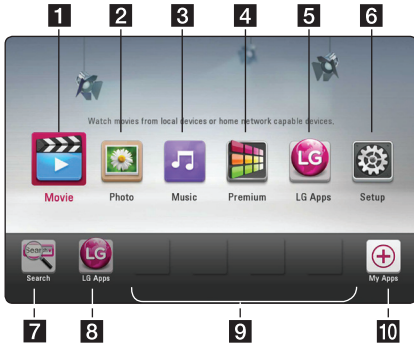 1 2 3 4 5 6
Watch movies from local devices or home network capable devices.
LG
Movie Photo Music Premium LG Apps Setup
Search LG
Search LG Apps My Apps
7 8 9 10